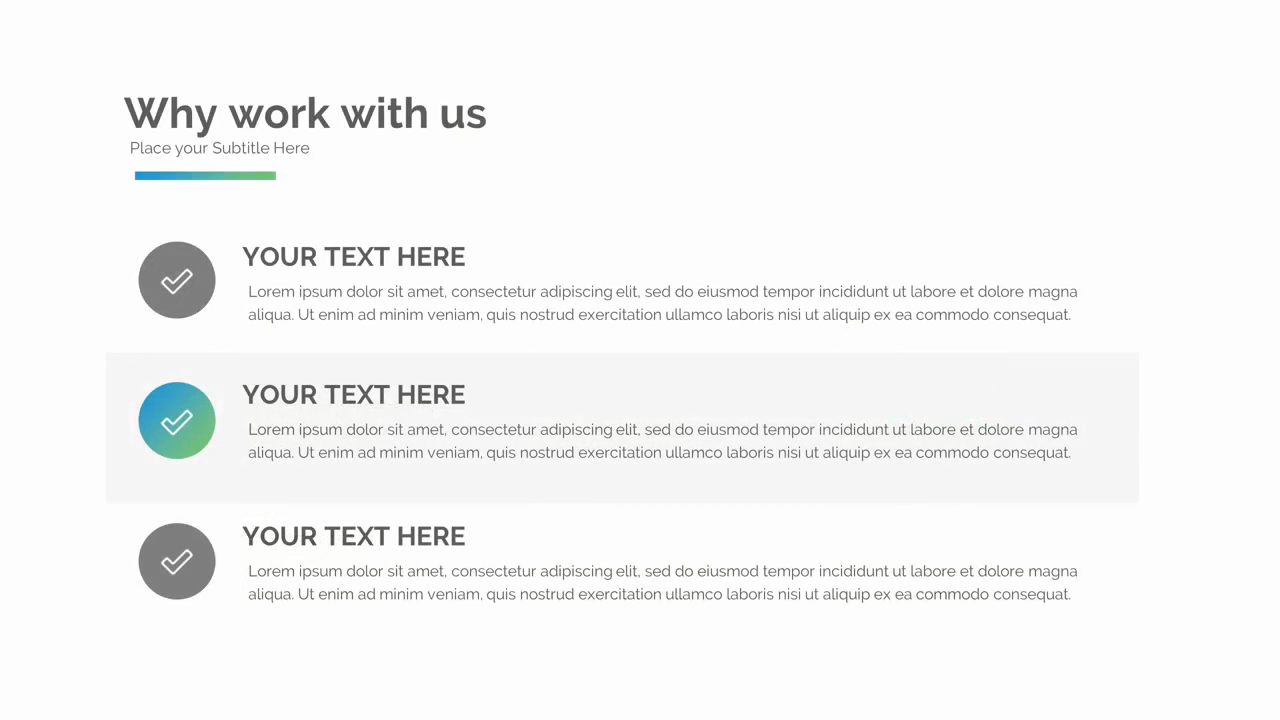 Why work with us
Place your Subtitle Here
YOUR TEXT HERE
Lorem ipsum dolor sit amet, consectetur adipiscing elit, sed do eiusmod tempor incididunt ut labore et dolore magna
aliqua. Ut enim ad minim veniam, quis nostrud exercitation ullamco laboris nisi ut aliquip ex ea commodo consequat.
YOUR TEXT HERE
Lorem ipsum dolor sit amet, consectetur adipiscing elit, sed do eiusmod tempor incididunt ut labore et dolore magna
aliqua. Ut enim ad minim veniam, quis nostrud exercitation ullamco laboris nisi ut aliquip ex ea commodo consequat.
YOUR TEXT HERE
Lorem ipsum dolor sit amet, consectetur adipiscing elit, sed do eiusmod tempor incididunt ut labore et dolore magna
aliqua. Ut enim ad minim veniam, quis nostrud exercitation ullamco laboris nisi ut aliquip ex ea commodo consequat.